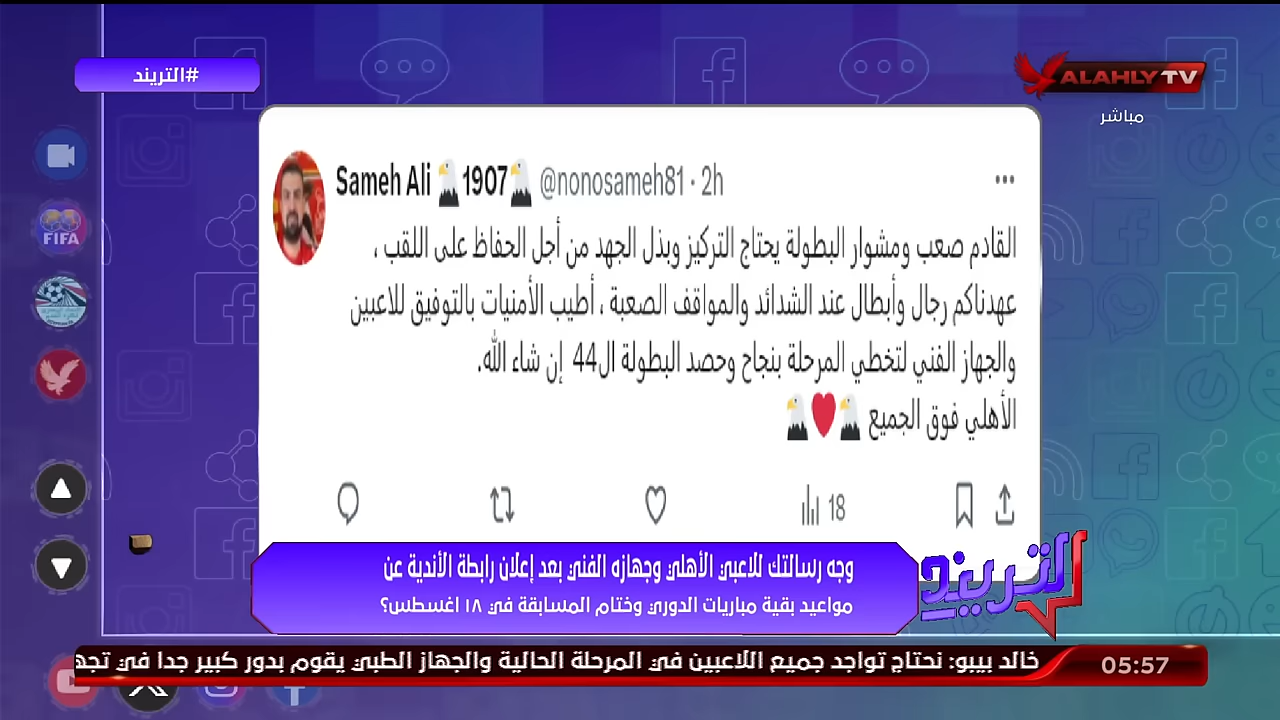 #التريند
ALAHLY TV
مباشر
FIFA
Sameh Ali 🦅1907🦅 @nonosameh81 · 2h
القادم صعب ومشوار البطولة يحتاج التركيز وبذل الجهد من أجل الحفاظ على اللقب ،
عهدناكم رجال وأبطال عند الشدائد والمواقف الصعبة ، أطيب الأمنيات بالتوفيق للاعبين
والجهاز الفني لتخطي المرحلة بنجاح وحصد البطولة ال44 إن شاء الله.
الأهلي فوق الجميع 🦅❤️🦅
18
وجه رسالتك للاعبي الأهلي وجهازه الفني بعد إعلان رابطة الأندية عن
مواعيد بقية مباريات الدوري وختام المسابقة في ١٨ اغسطس؟
التريند
خالد بيبو: نحتاج تواجد جميع اللاعبين في المرحلة الحالية والجهاز الطبي يقوم بدور كبير جدا في تجه
05:57